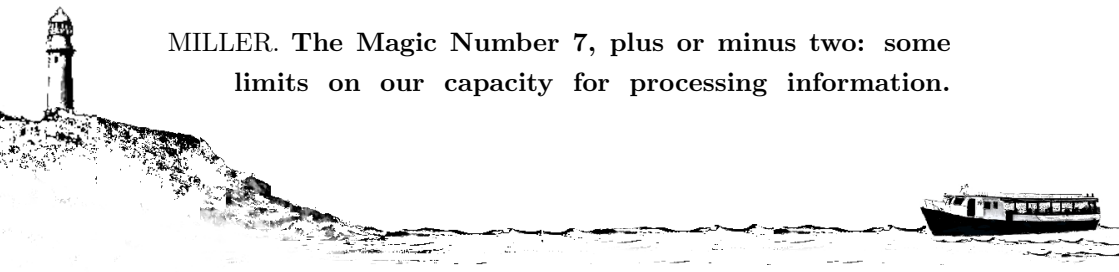 MILLER. The Magic Number 7, plus or minus two: some
limits on our capacity for processing information.